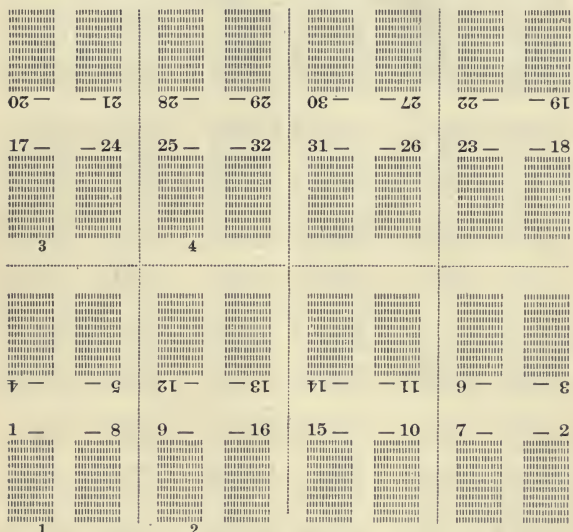 20 — — 21 28 — — 29 30 — — 27 22 — — 19
17 — — 24 25 — — 32 31 — — 26 23 — — 18
3 4
4 — — 5 12 — — 13 14 — — 11 6 — — 3
1 — — 8 9 — — 16 15 — — 10 7 — — 2
1 2